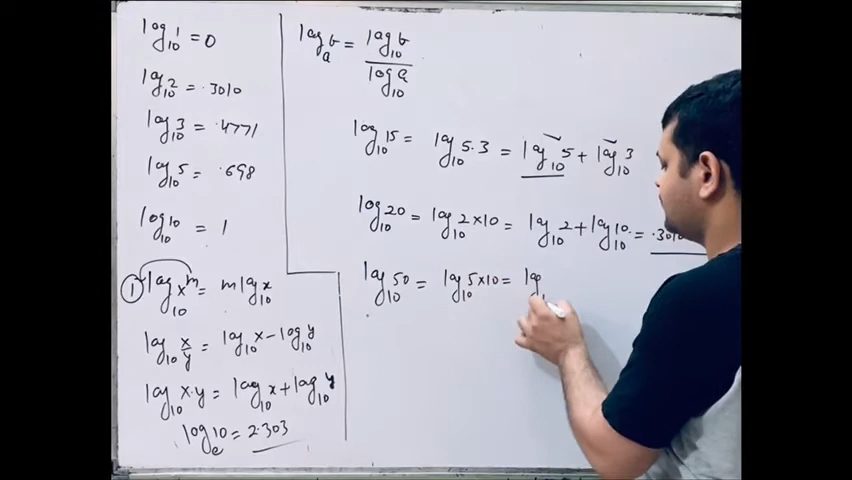 log₁₀ 1 = 0
log₁₀ 2 = .3010
log₁₀ 3 = .4771
log₁₀ 5 = .698
log₁₀ 10 = 1
① log₁₀ xᵐ = m log₁₀ x
log₁₀ x/y = log₁₀ x - log₁₀ y
log₁₀ x.y = log₁₀ x + log₁₀ y
logₑ 10 = 2.303
logₐ b = log₁₀ b / log₁₀ a
log₁₀ 15 = log₁₀ 5.3 = log₁₀ 5 + log₁₀ 3
log₁₀ 20 = log₁₀ 2×10 = log₁₀ 2 + log₁₀ 10 = .3010
log₁₀ 50 = log₁₀ 5×10 = log